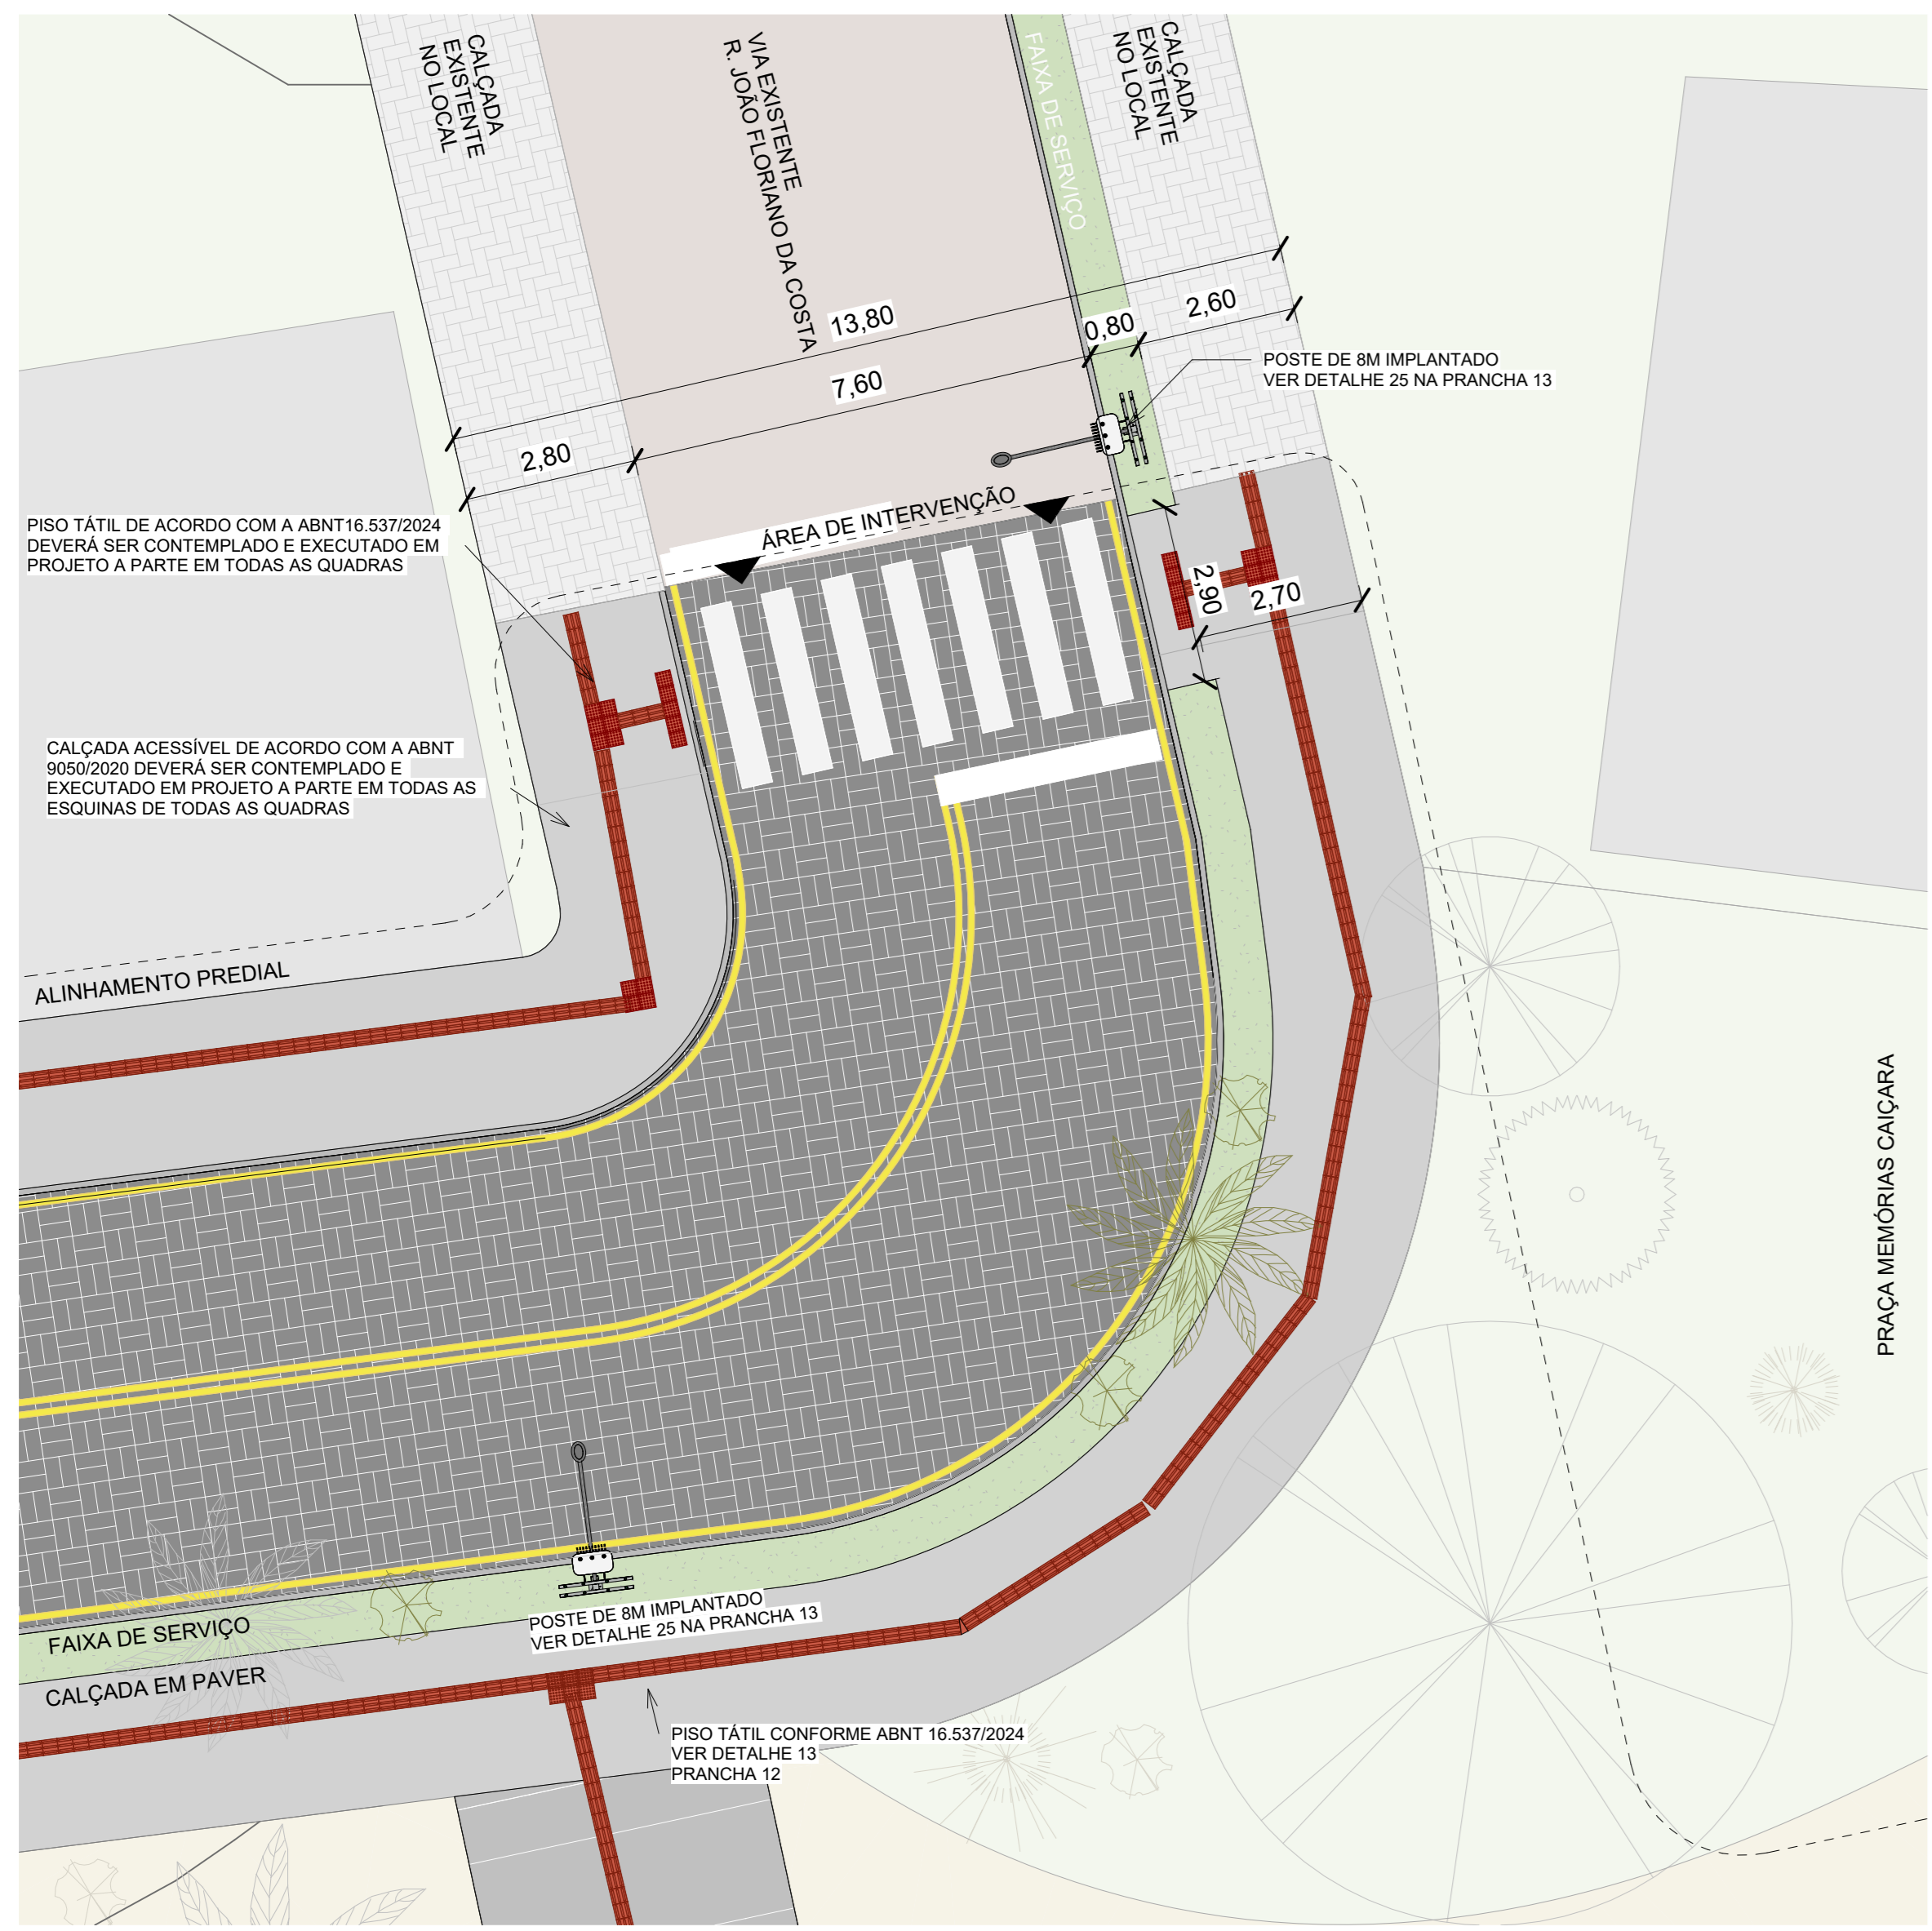 CALÇADA
EXISTENTE
NO LOCAL
VIA EXISTENTE
R. JOÃO FLORIANO DA COSTA
FAIXA DE SERVIÇO
CALÇADA
EXISTENTE
NO LOCAL
13,80
0,80
2,60
7,60
2,80
POSTE DE 8M IMPLANTADO
VER DETALHE 25 NA PRANCHA 13
ÁREA DE INTERVENÇÃO
PISO TÁTIL DE ACORDO COM A ABNT16.537/2024
DEVERÁ SER CONTEMPLADO E EXECUTADO EM
PROJETO A PARTE EM TODAS AS QUADRAS
2,90
2,70
CALÇADA ACESSÍVEL DE ACORDO COM A ABNT
9050/2020 DEVERÁ SER CONTEMPLADO E
EXECUTADO EM PROJETO A PARTE EM TODAS AS
ESQUINAS DE TODAS AS QUADRAS
ALINHAMENTO PREDIAL
PRAÇA MEMÓRIAS CAIÇARA
POSTE DE 8M IMPLANTADO
VER DETALHE 25 NA PRANCHA 13
FAIXA DE SERVIÇO
CALÇADA EM PAVER
PISO TÁTIL CONFORME ABNT 16.537/2024
VER DETALHE 13
PRANCHA 12